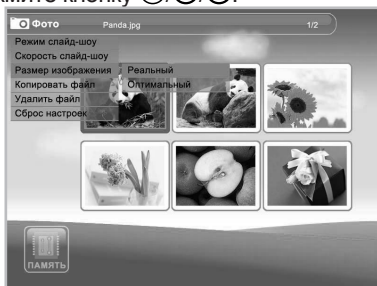 мите кнопку
Фото Panda.jpg 1/2
Режим слайд-шоу
Скорость слайд-шоу
Размер изображения Реальный
Копировать файл Оптимальный
Удалить файл
Сброс настроек
ПАМЯТЬ